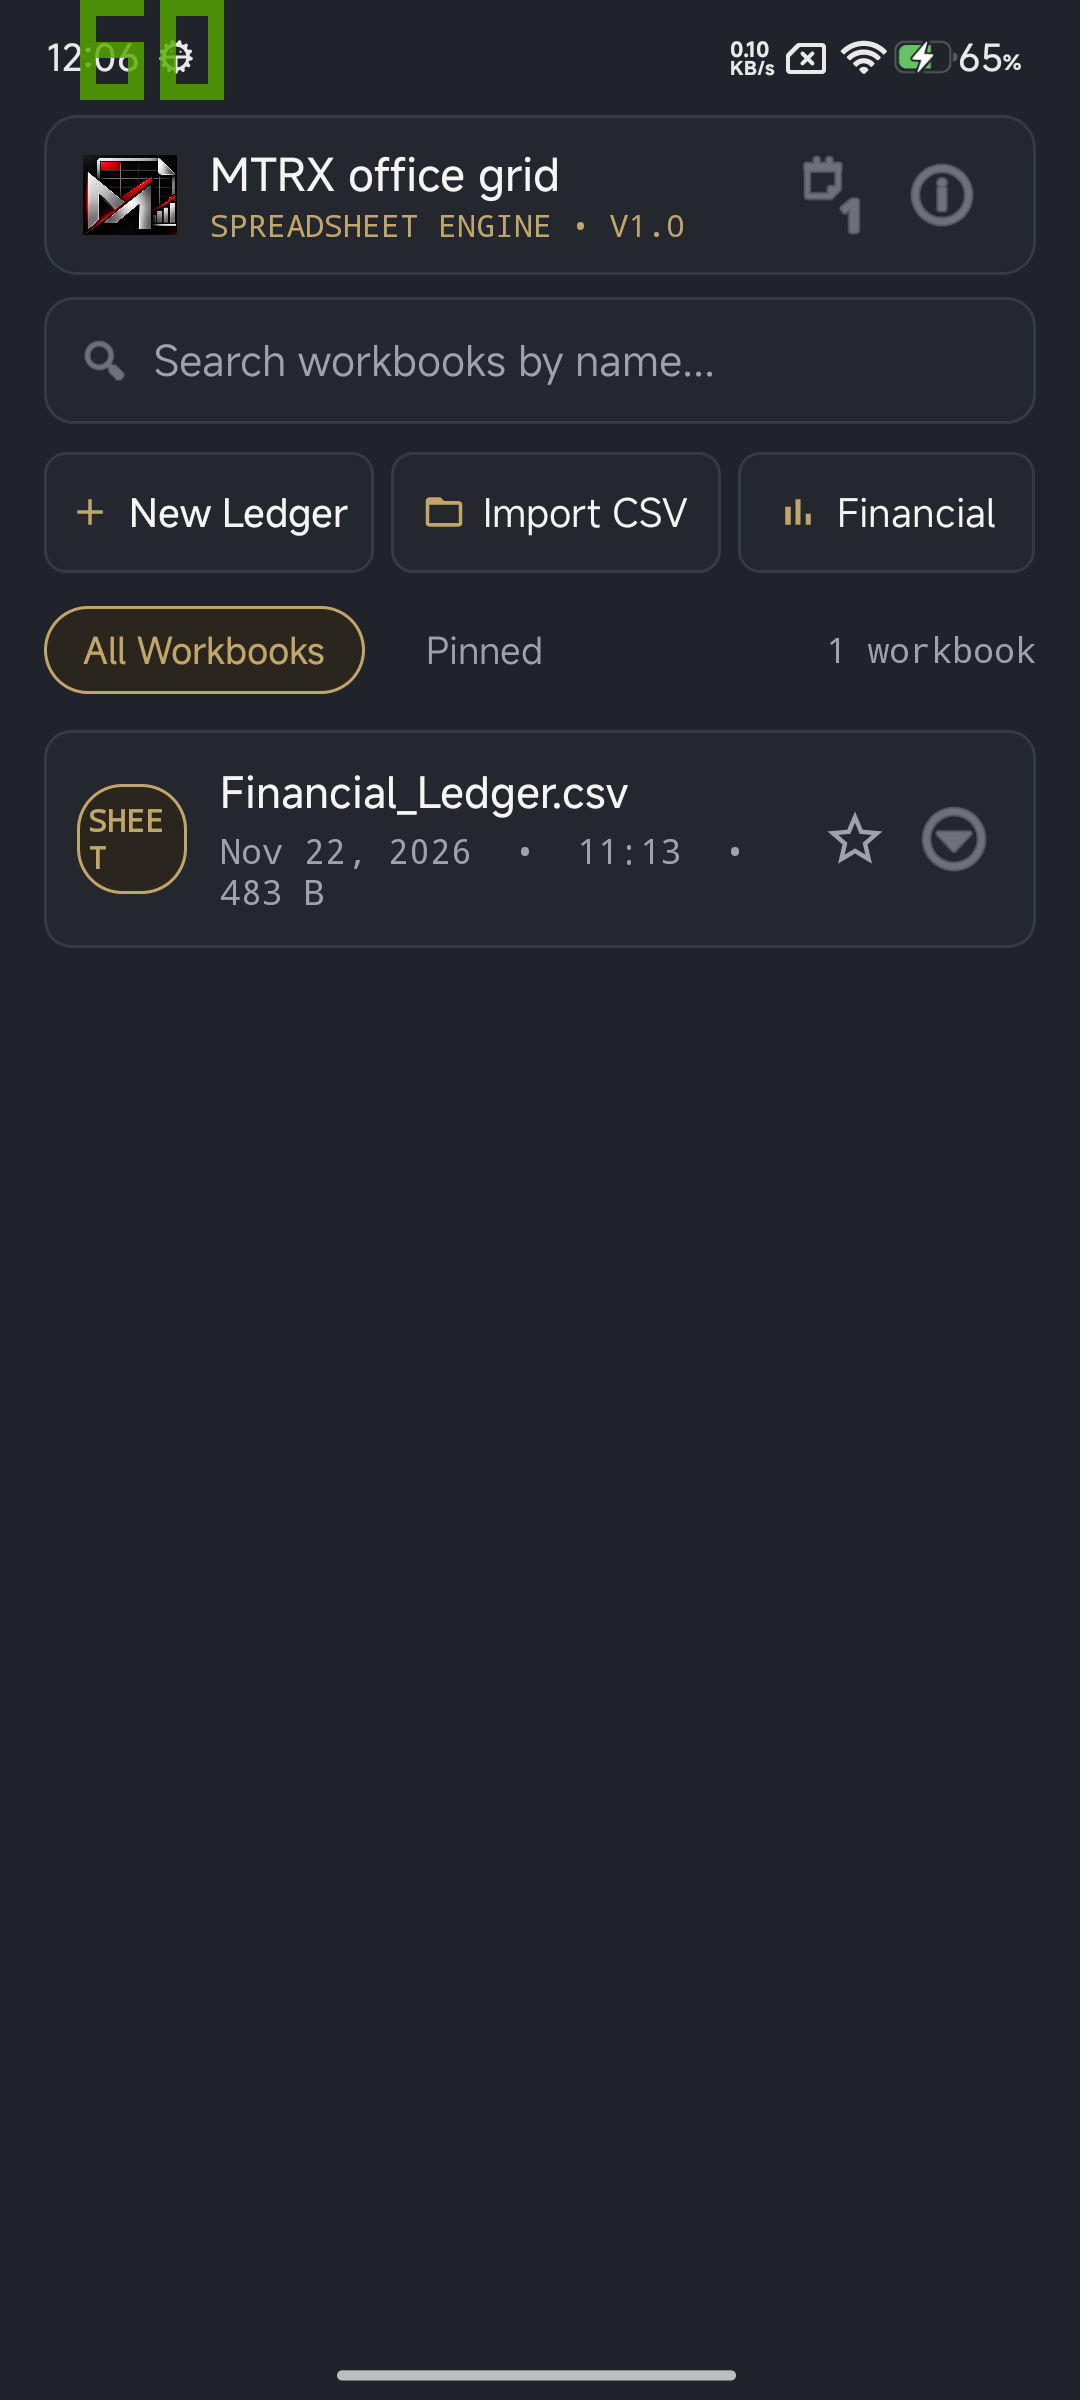 12:06
60
0.10
KB/s
65%
MTRX office grid
SPREADSHEET ENGINE • V1.0
1
Search workbooks by name...
+ New Ledger
Import CSV
Financial
All Workbooks
Pinned
1 workbook
SHEE
T
Financial_Ledger.csv
Nov 22, 2026 • 11:13 •
483 B